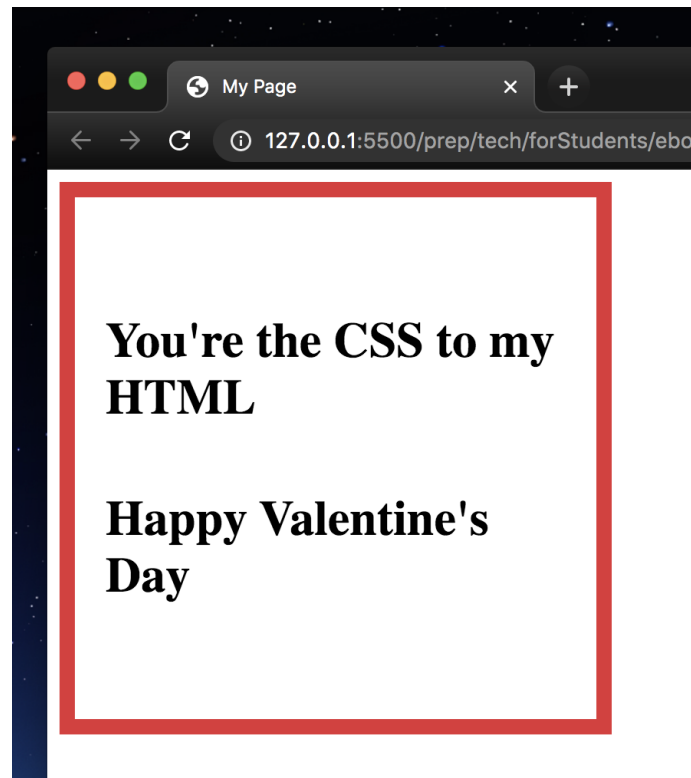 My Page
127.0.0.1:5500/prep/tech/forStudents/ebo
You're the CSS to my
HTML
Happy Valentine's
Day